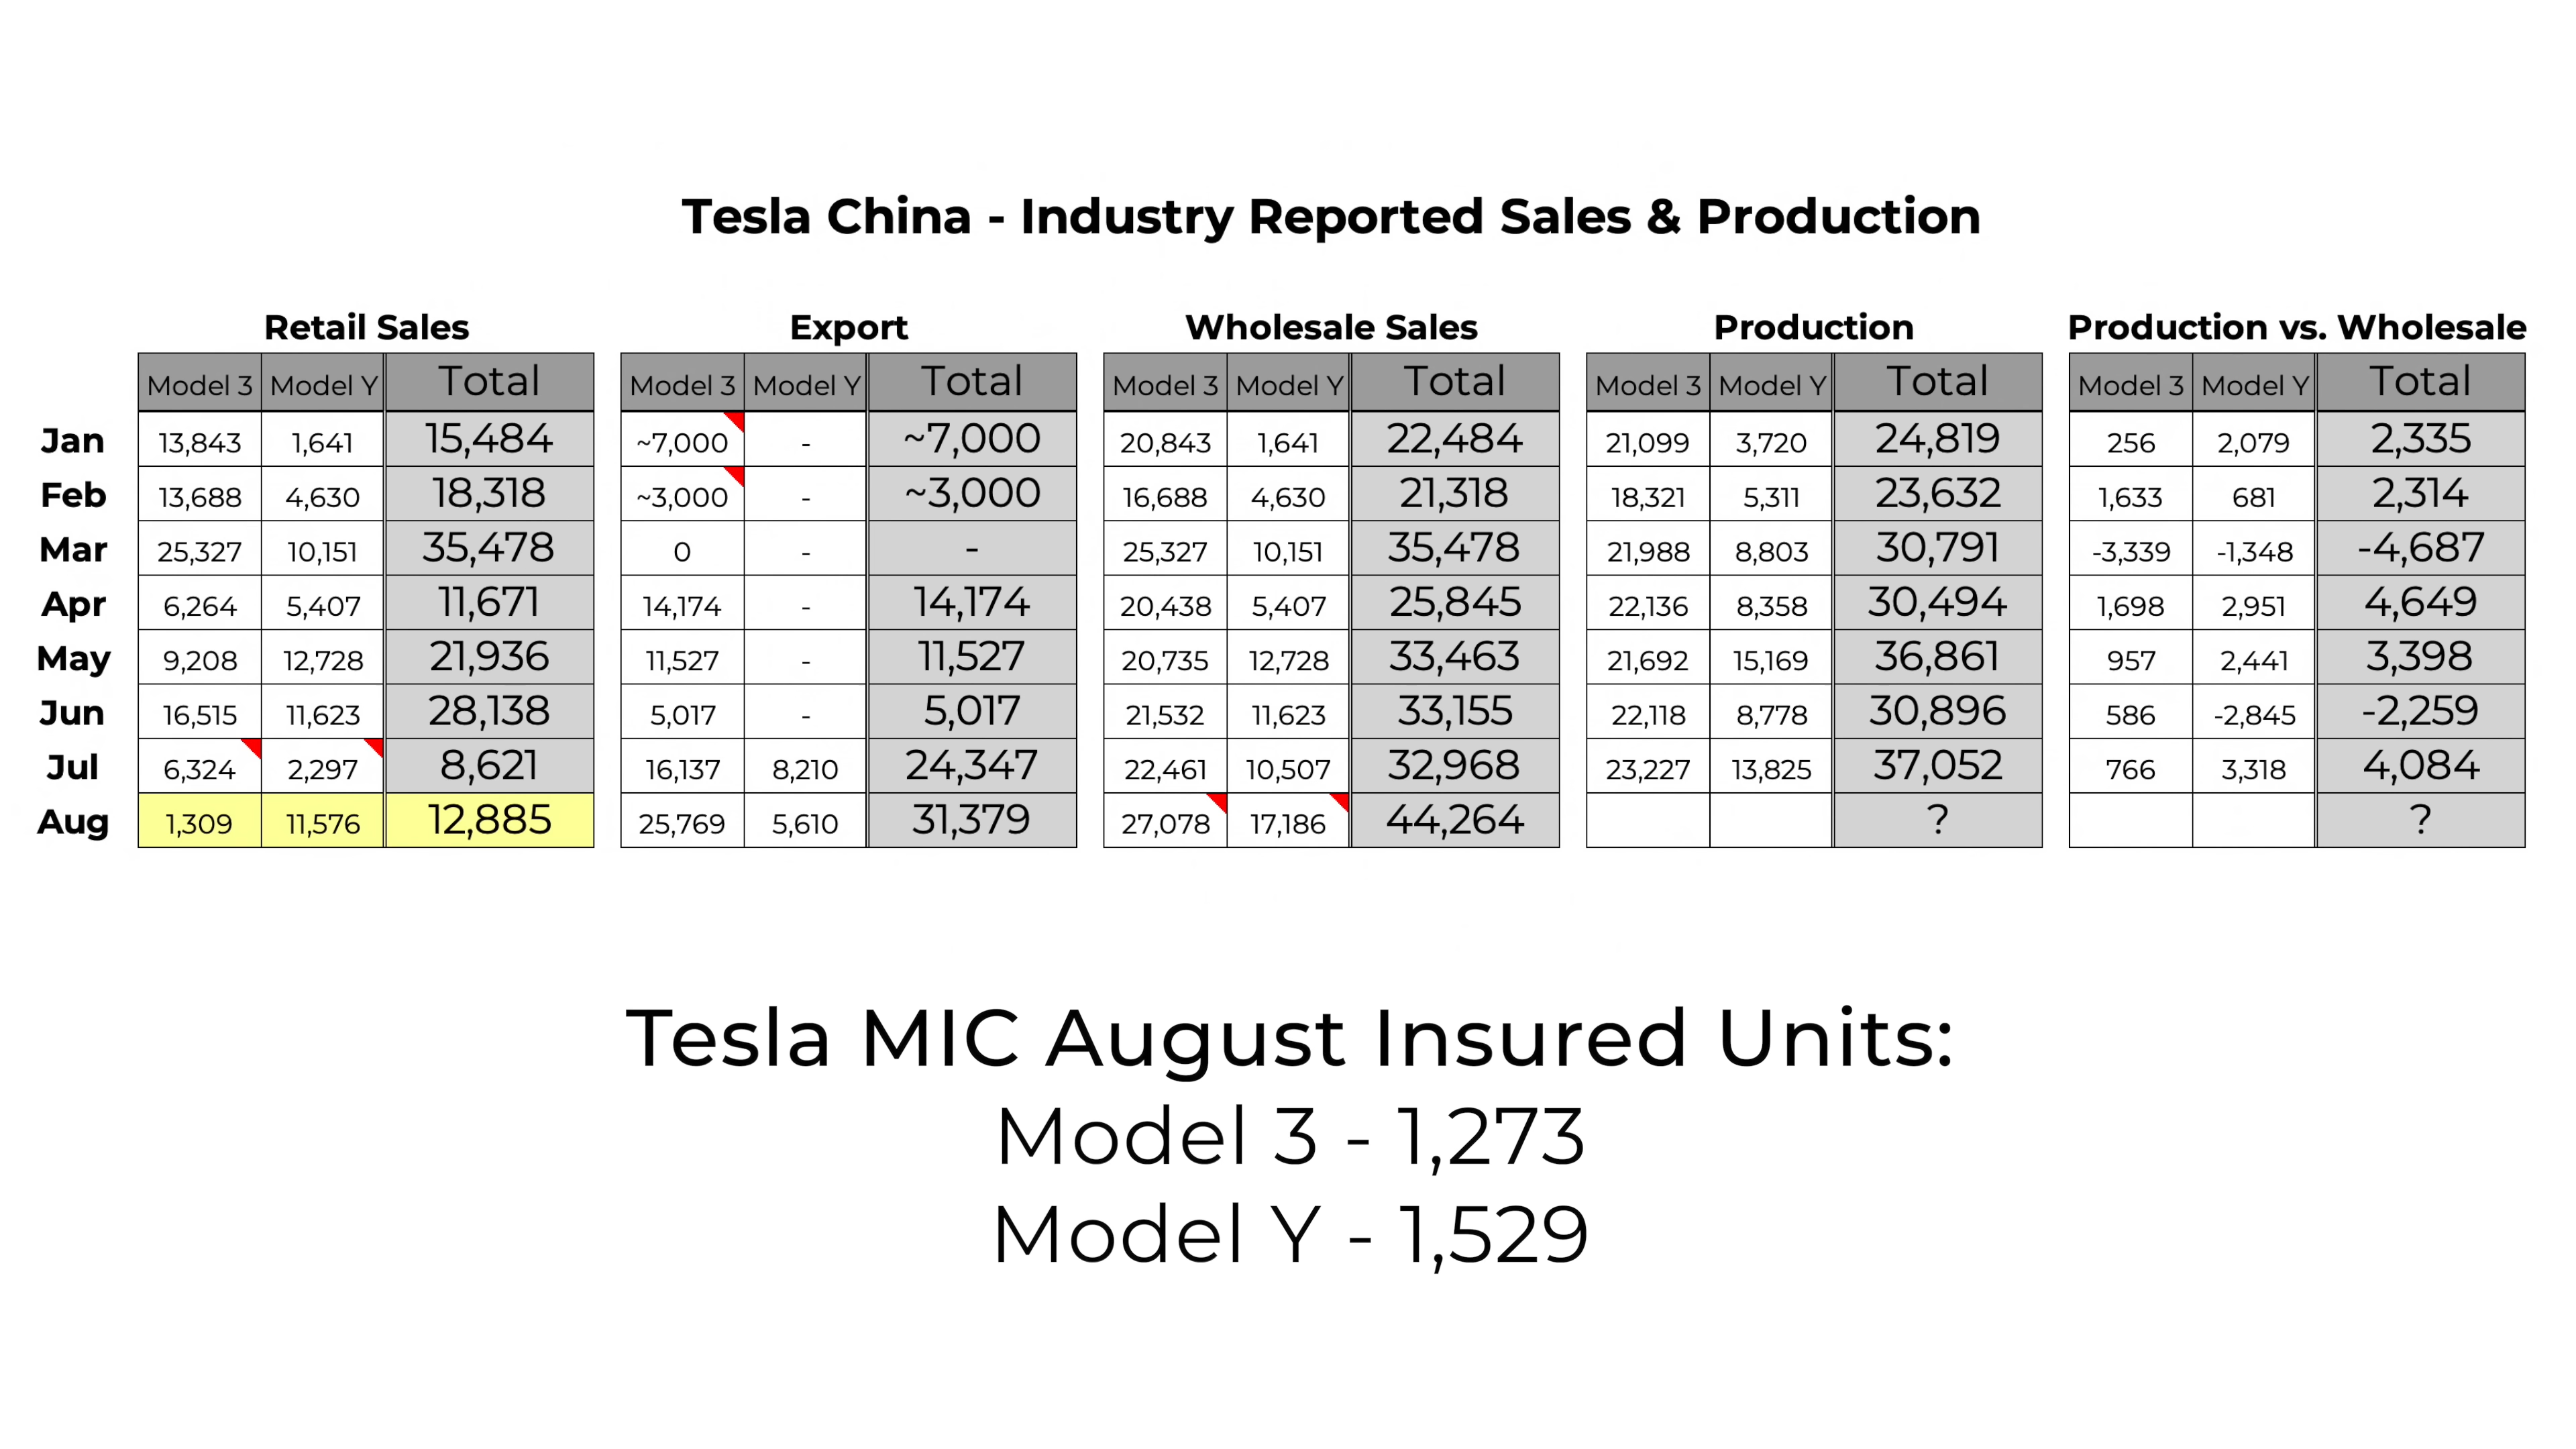 Tesla China - Industry Reported Sales & Production
Retail Sales Export Wholesale Sales Production Production vs. Wholesale
Model 3 Model Y Total Model 3 Model Y Total Model 3 Model Y Total Model 3 Model Y Total Model 3 Model Y Total
Jan 13,843 1,641 15,484 ~7,000 - ~7,000 20,843 1,641 22,484 21,099 3,720 24,819 256 2,079 2,335
Feb 13,688 4,630 18,318 ~3,000 - ~3,000 16,688 4,630 21,318 18,321 5,311 23,632 1,633 681 2,314
Mar 25,327 10,151 35,478 0 - - 25,327 10,151 35,478 21,988 8,803 30,791 -3,339 -1,348 -4,687
Apr 6,264 5,407 11,671 14,174 - 14,174 20,438 5,407 25,845 22,136 8,358 30,494 1,698 2,951 4,649
May 9,208 12,728 21,936 11,527 - 11,527 20,735 12,728 33,463 21,692 15,169 36,861 957 2,441 3,398
Jun 16,515 11,623 28,138 5,017 - 5,017 21,532 11,623 33,155 22,118 8,778 30,896 586 -2,845 -2,259
Jul 6,324 2,297 8,621 16,137 8,210 24,347 22,461 10,507 32,968 23,227 13,825 37,052 766 3,318 4,084
Aug 1,309 11,576 12,885 25,769 5,610 31,379 27,078 17,186 44,264 ? ?
Tesla MIC August Insured Units:
Model 3 - 1,273
Model Y - 1,529